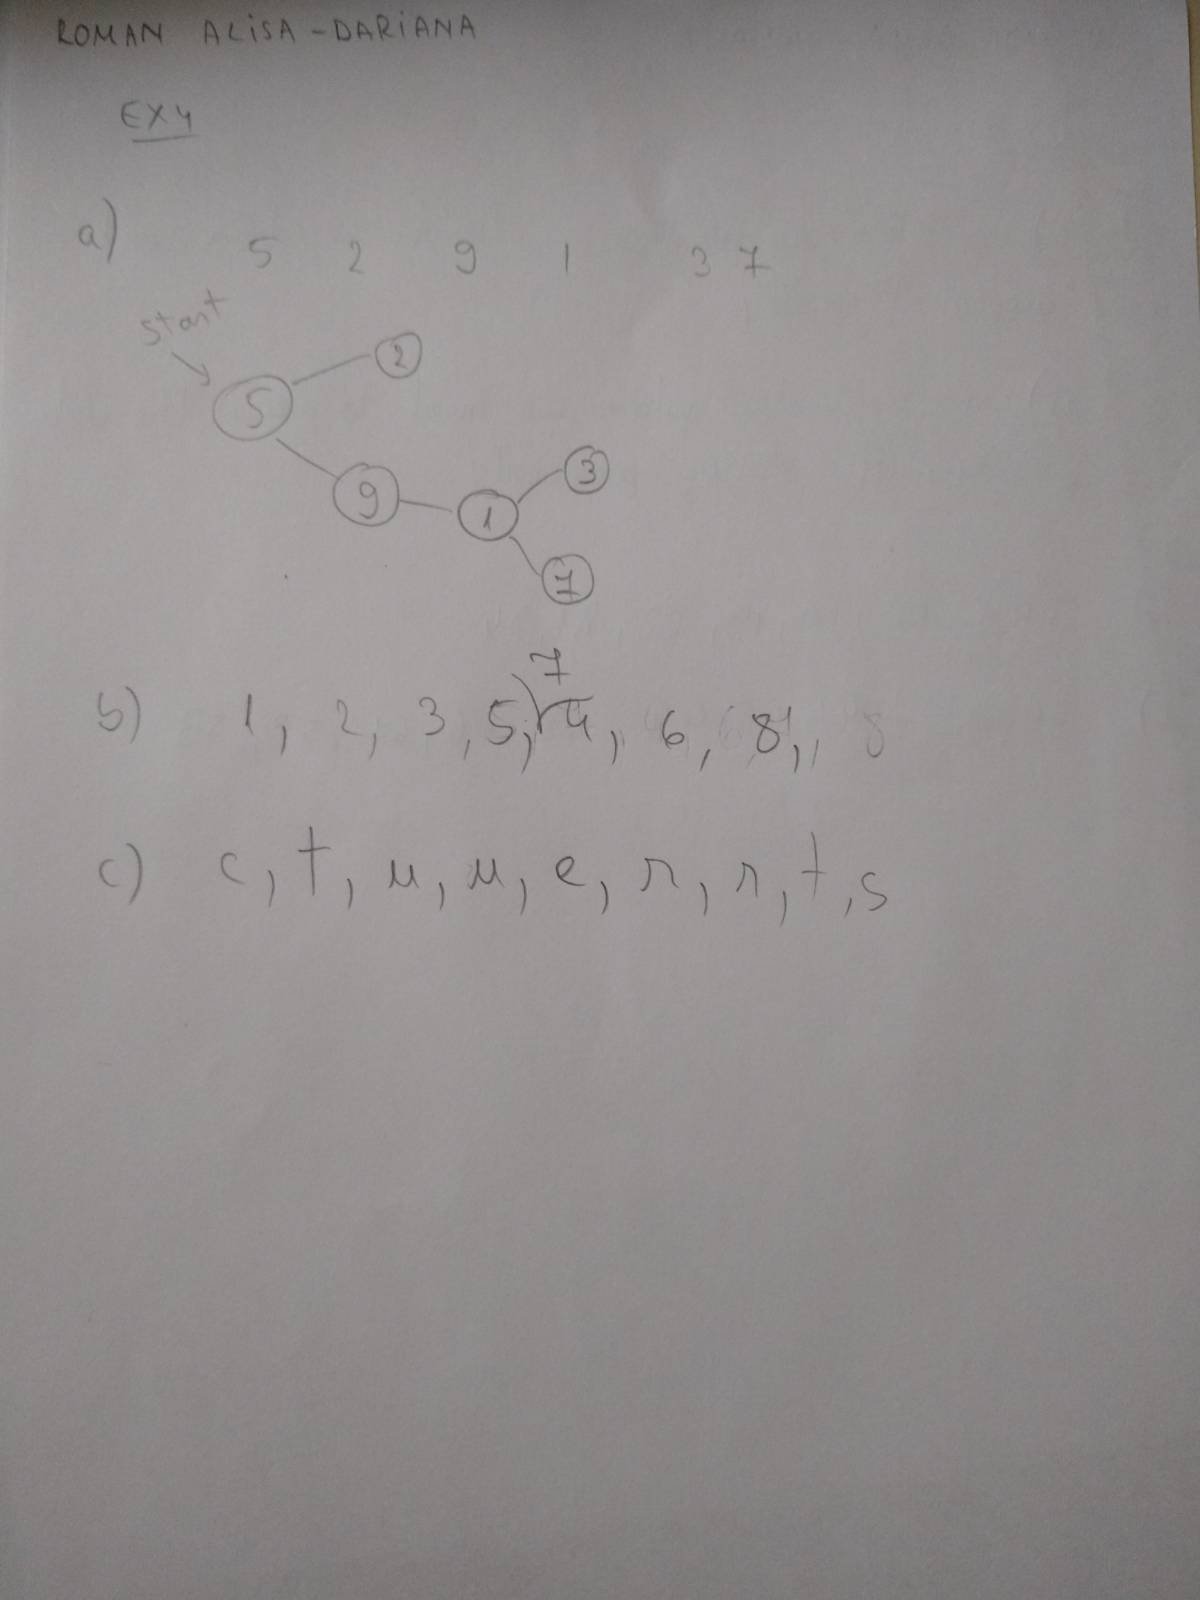 ROMAN ALISA-DARIANA
EX4
a) 5 2 9 1 3 7
start
2
5
3
9
1
7
7
b) 1, 2, 3, 5, 4, 6, 8, , 8
c) c, t, u, u, e, r, r, t, s